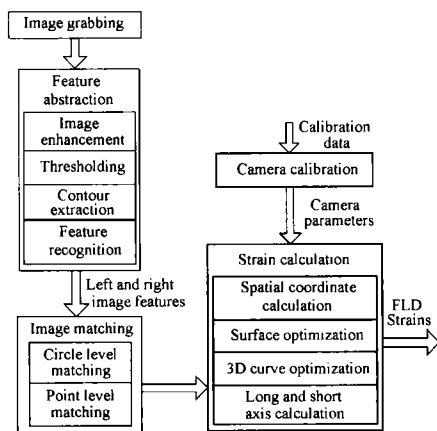 Image grabbing
Feature
abstraction
Image
enhancement
Thresholding
Contour
extraction
Feature
recognition
Left and right
image features
Image matching
Circle level
matching
Point level
matching
Calibration
data
Camera calibration
Camera
parameters
Strain calculation
Spatial coordinate
calculation
Surface optimization
3D curve optimization
Long and short
axis calculation
FLD
Strains